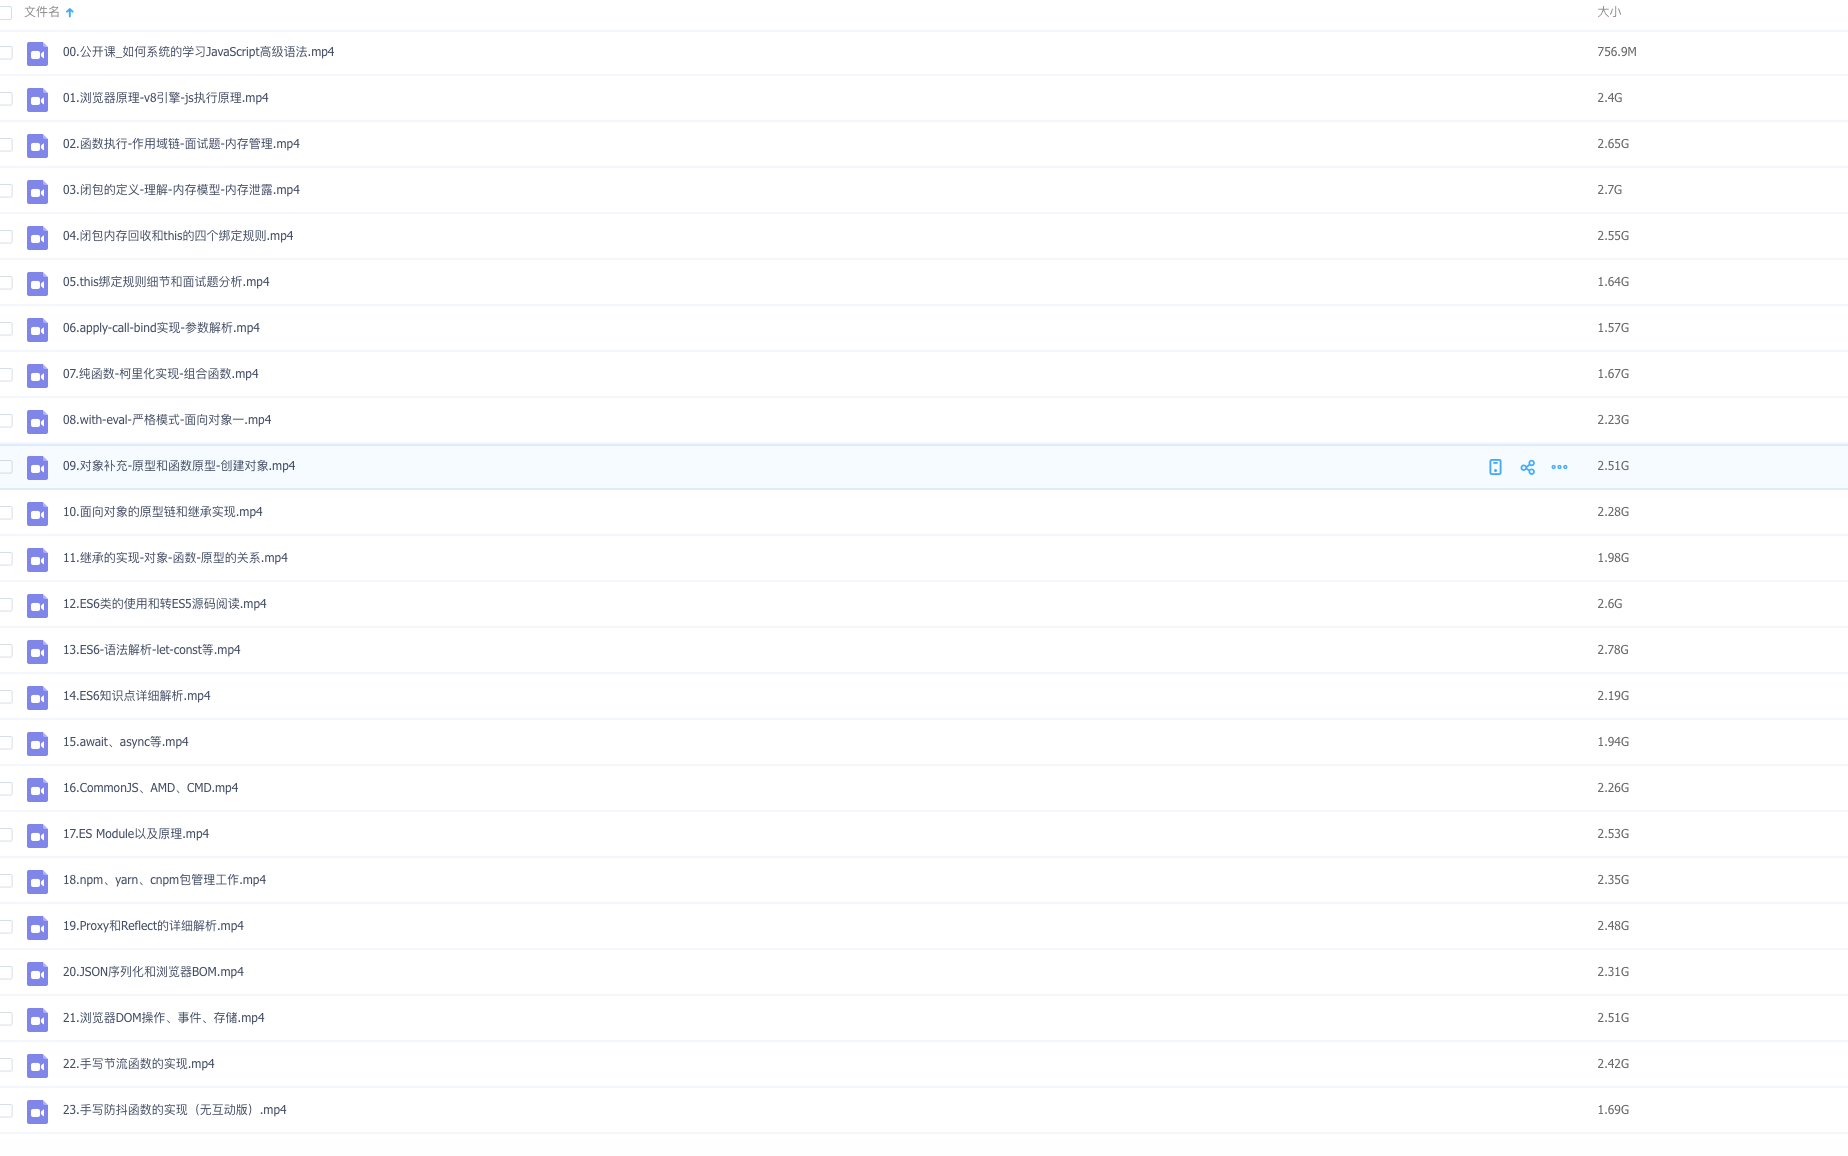 文件名 大小
00.公开课_如何系统的学习JavaScript高级语法.mp4 756.9M
01.浏览器原理-v8引擎-js执行原理.mp4 2.4G
02.函数执行-作用域链-面试题-内存管理.mp4 2.65G
03.闭包的定义-理解-内存模型-内存泄露.mp4 2.7G
04.闭包内存回收和this的四个绑定规则.mp4 2.55G
05.this绑定规则细节和面试题分析.mp4 1.64G
06.apply-call-bind实现-参数解析.mp4 1.57G
07.纯函数-柯里化实现-组合函数.mp4 1.67G
08.with-eval-严格模式-面向对象一.mp4 2.23G
09.对象补充-原型和函数原型-创建对象.mp4 2.51G
10.面向对象的原型链和继承实现.mp4 2.28G
11.继承的实现-对象-函数-原型的关系.mp4 1.98G
12.ES6类的使用和转ES5源码阅读.mp4 2.6G
13.ES6-语法解析-let-const等.mp4 2.78G
14.ES6知识点详细解析.mp4 2.19G
15.await、async等.mp4 1.94G
16.CommonJS、AMD、CMD.mp4 2.26G
17.ES Module以及原理.mp4 2.53G
18.npm、yarn、cnpm包管理工作.mp4 2.35G
19.Proxy和Reflect的详细解析.mp4 2.48G
20.JSON序列化和浏览器BOM.mp4 2.31G
21.浏览器DOM操作、事件、存储.mp4 2.51G
22.手写节流函数的实现.mp4 2.42G
23.手写防抖函数的实现（无互动版）.mp4 1.69G